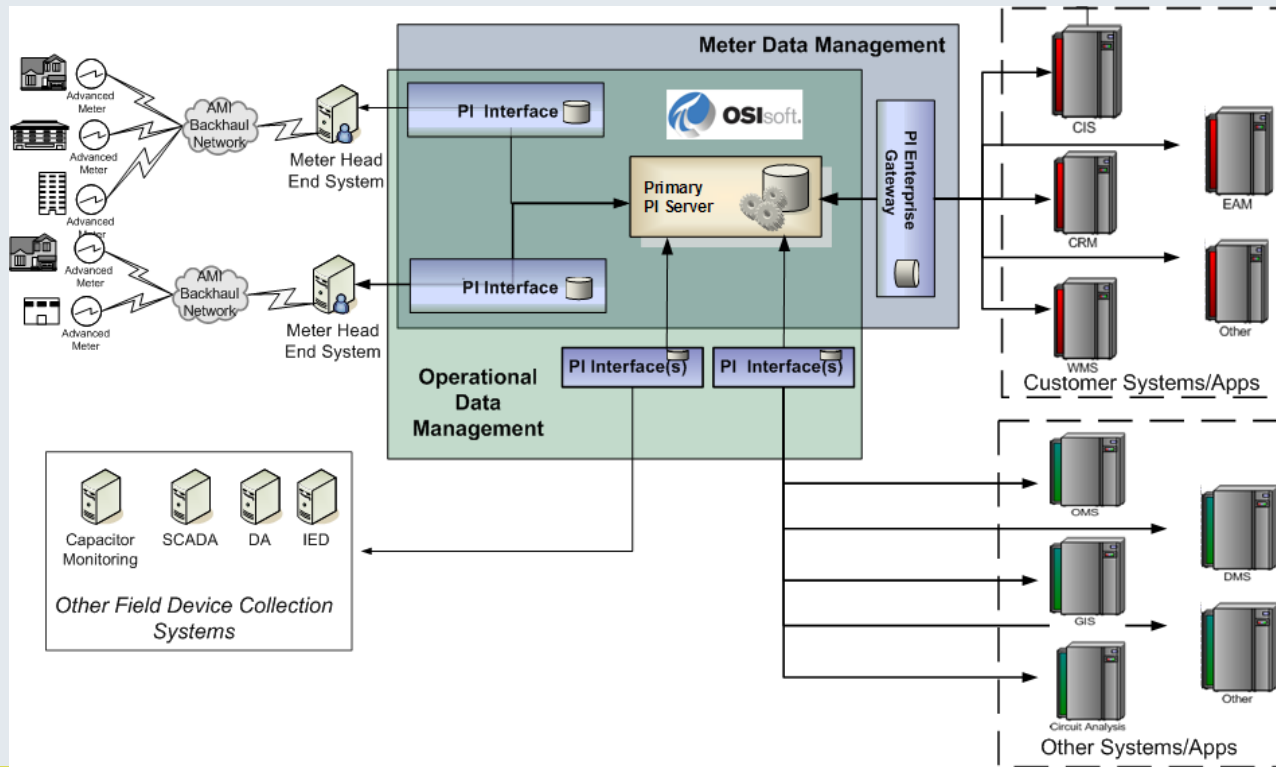 Meter Data Management
Advanced
Meter
AMI
Backhaul
Network
Advanced
Meter
Advanced
Meter
Meter Head
End System
Advanced
Meter
AMI
Backhaul
Network
Advanced
Meter
Meter Head
End System
PI Interface
OSIsoft.
Primary
PI Server
PI Enterprise
Gateway
PI Interface
PI Interface(s)
PI Interface(s)
Operational
Data
Management
CIS
EAM
CRM
Other
WMS
Customer Systems/Apps
Capacitor
Monitoring
SCADA
DA
IED
Other Field Device Collection
Systems
OMS
DMS
GIS
Other
Circuit Analysis
Other Systems/Apps